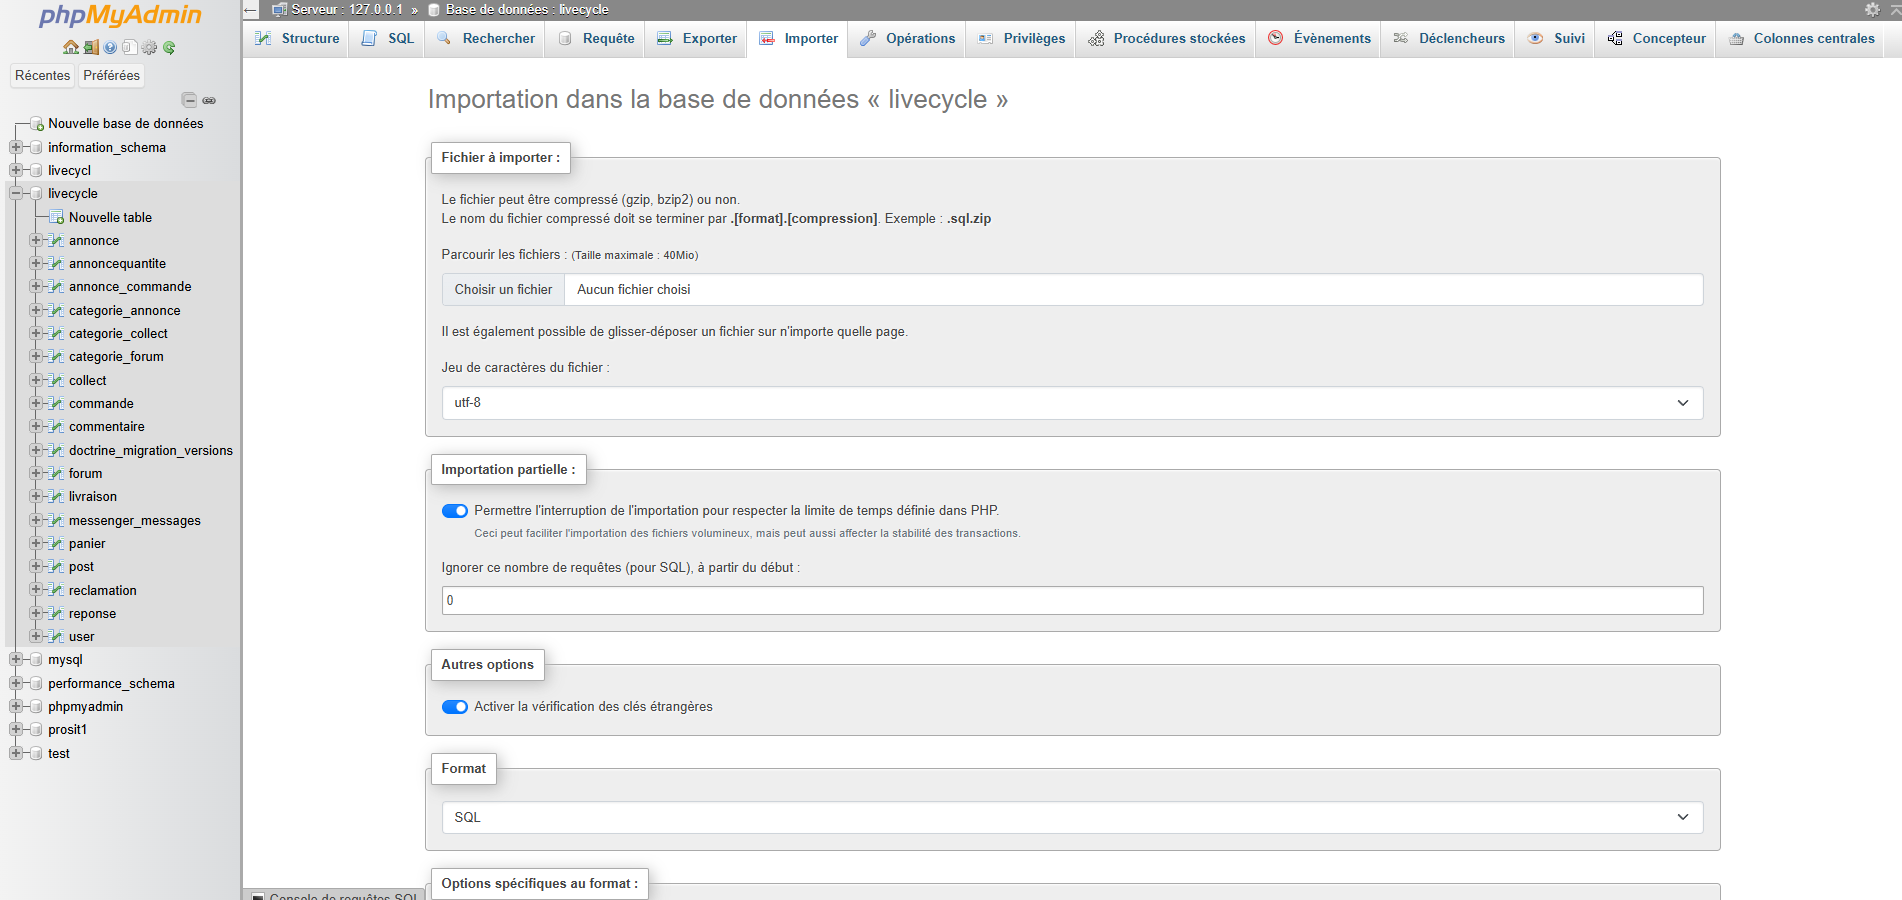 phpMyAdmin
Récentes
Préférées
Nouvelle base de données
information_schema
livecycl
livecycle
Nouvelle table
annonce
annoncequantite
annonce_commande
categorie_annonce
categorie_collect
categorie_forum
collect
commande
commentaire
doctrine_migration_versions
forum
livraison
messenger_messages
panier
post
reclamation
reponse
user
mysql
performance_schema
phpmyadmin
prosit1
test
Serveur : 127.0.0.1 » Base de données : livecycle
Structure
SQL
Rechercher
Requête
Exporter
Importer
Opérations
Privilèges
Procédures stockées
Évènements
Déclencheurs
Suivi
Concepteur
Colonnes centrales
Importation dans la base de données « livecycle »
Fichier à importer :
Le fichier peut être compressé (gzip, bzip2) ou non.
Le nom du fichier compressé doit se terminer par .[format].[compression]. Exemple : .sql.zip
Parcourir les fichiers : (Taille maximale : 40Mio)
Choisir un fichier
Aucun fichier choisi
Il est également possible de glisser-déposer un fichier sur n'importe quelle page.
Jeu de caractères du fichier :
utf-8
Importation partielle :
Permettre l'interruption de l'importation pour respecter la limite de temps définie dans PHP.
Ceci peut faciliter l'importation des fichiers volumineux, mais peut aussi affecter la stabilité des transactions.
Ignorer ce nombre de requêtes (pour SQL), à partir du début :
0
Autres options
Activer la vérification des clés étrangères
Format
SQL
Options spécifiques au format :
Console de requêtes SQL